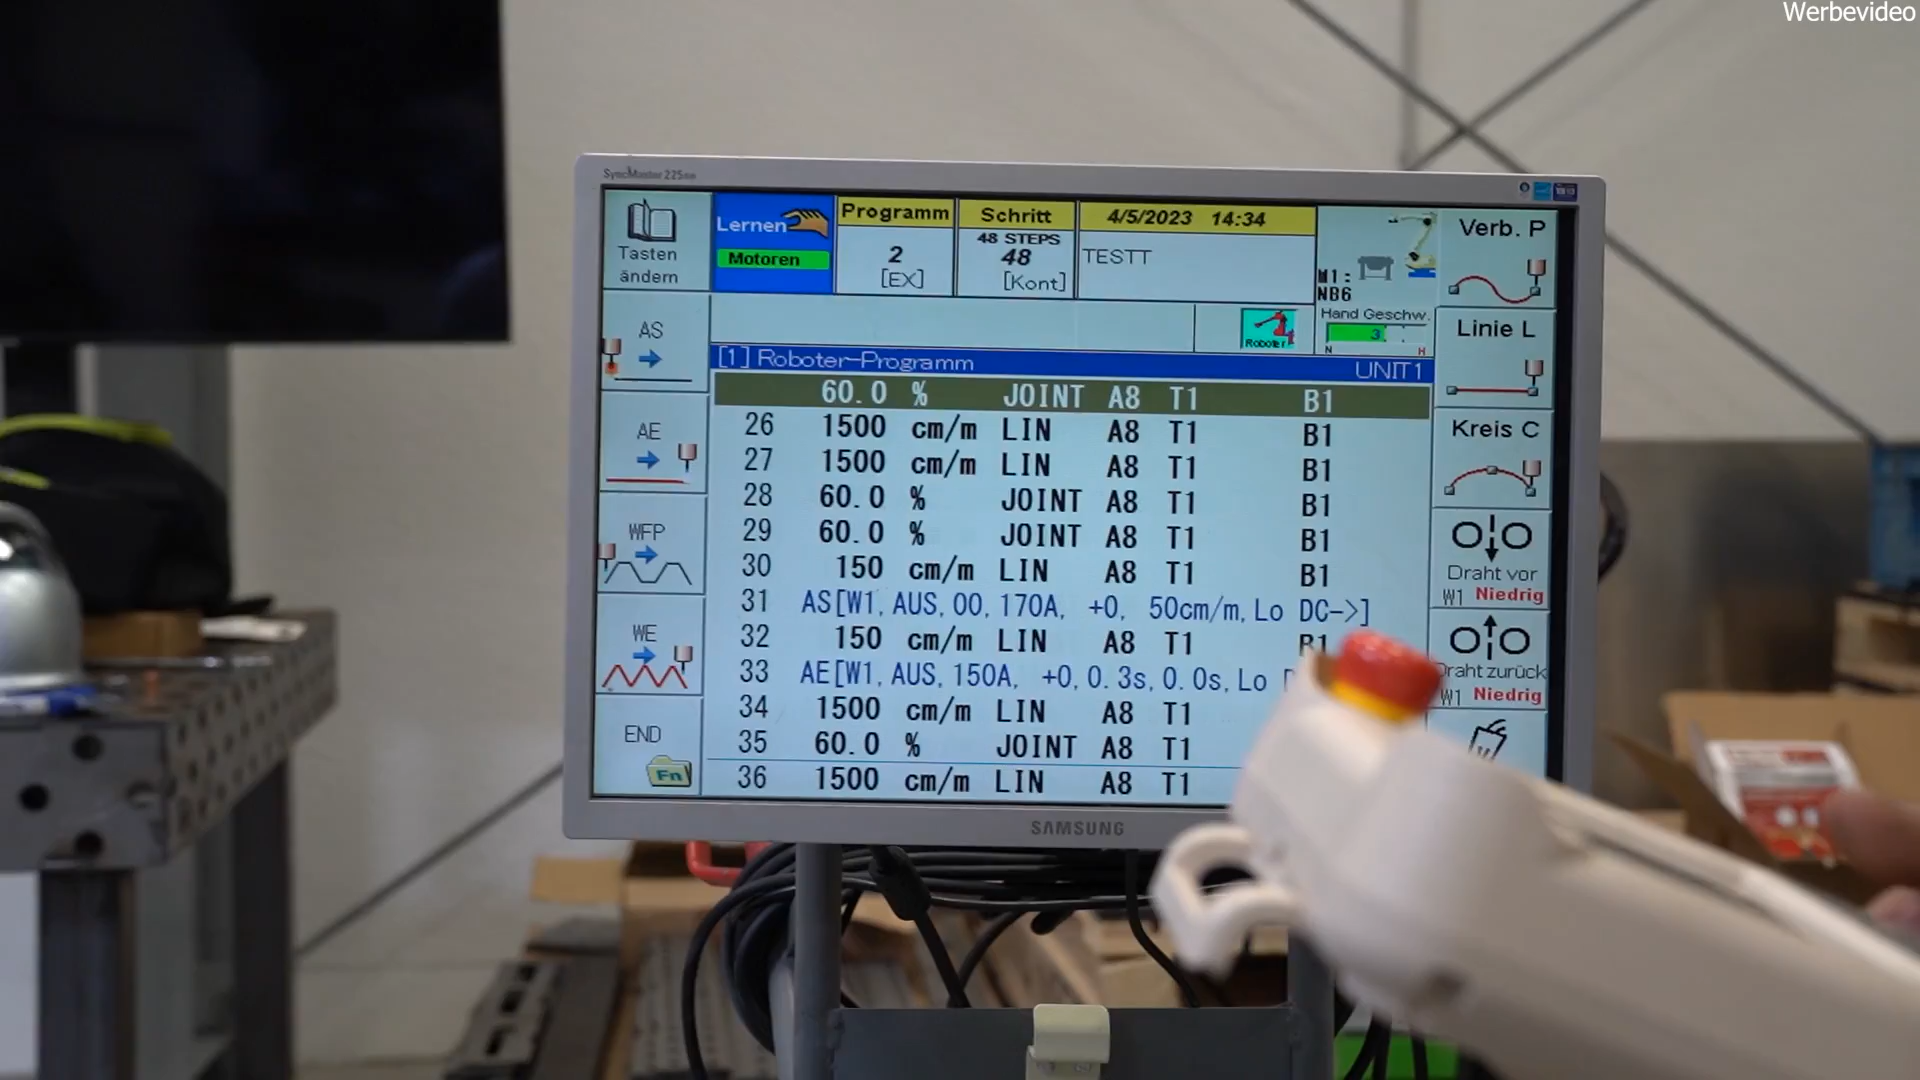 Werbevideo
SyncMaster 225BW
Tasten
ändern
Lernen
Motoren
Programm
2
[EX]
Schritt
48 STEPS
48
[Kont]
4/5/2023 14:34
TESTT
M1:
NB6
Verb. P
AS
Roboter
Hand Geschw.
3
N H
Linie L
[1] Roboter-Programm UNIT1
60.0 % JOINT A8 T1 B1
26 1500 cm/m LIN A8 T1 B1
27 1500 cm/m LIN A8 T1 B1
28 60.0 % JOINT A8 T1 B1
29 60.0 % JOINT A8 T1 B1
30 150 cm/m LIN A8 T1 B1
31 AS[W1,AUS,00,170A, +0, 50cm/m,Lo DC->]
32 150 cm/m LIN A8 T1 B1
33 AE[W1,AUS,150A, +0,0.3s,0.0s,Lo
34 1500 cm/m LIN A8 T1
35 60.0 % JOINT A8 T1
36 1500 cm/m LIN A8 T1
AE
WFP
WE
END
Fn
Kreis C
Draht vor
W1 Niedrig
Draht zurück
W1 Niedrig
SAMSUNG